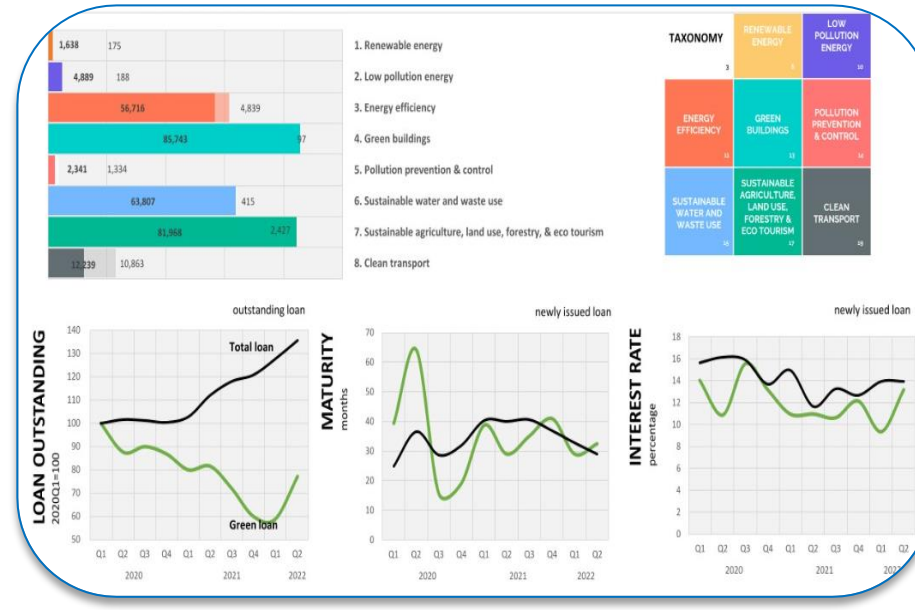 1,638 175 1. Renewable energy
4,889 188 2. Low pollution energy
56,716 4,839 3. Energy efficiency
85,743 97 4. Green buildings
2,341 1,334 5. Pollution prevention & control
63,807 415 6. Sustainable water and waste use
81,968 2,427 7. Sustainable agriculture, land use, forestry, & eco tourism
12,239 10,863 8. Clean transport
TAXONOMY
3
RENEWABLE
ENERGY
LOW
POLLUTION
ENERGY
10
ENERGY
EFFICIENCY
GREEN
BUILDINGS
13
POLLUTION
PREVENTION
& CONTROL
14
SUSTAINABLE
WATER AND
WASTE USE
SUSTAINABLE
AGRICULTURE,
LAND USE,
FORESTRY &
ECO TOURISM
17
CLEAN
TRANSPORT
19
LOAN OUTSTANDING
2020Q1=100
outstanding loan
140
130
120
110
100
90
80
70
60
50
Total loan
Green loan
Q1 Q2 Q3 Q4 Q1 Q2 Q3 Q4 Q1 Q2
2020 2021 2022
MATURITY
months
newly issued loan
70
60
50
40
30
20
10
0
Q1 Q2 Q3 Q4 Q1 Q2 Q3 Q4 Q1 Q2
2020 2021 2022
INTEREST RATE
percentage
newly issued loan
18
16
14
12
10
8
6
4
2
0
Q1 Q2 Q3 Q4 Q1 Q2 Q3 Q4 Q1 Q2
2020 2021